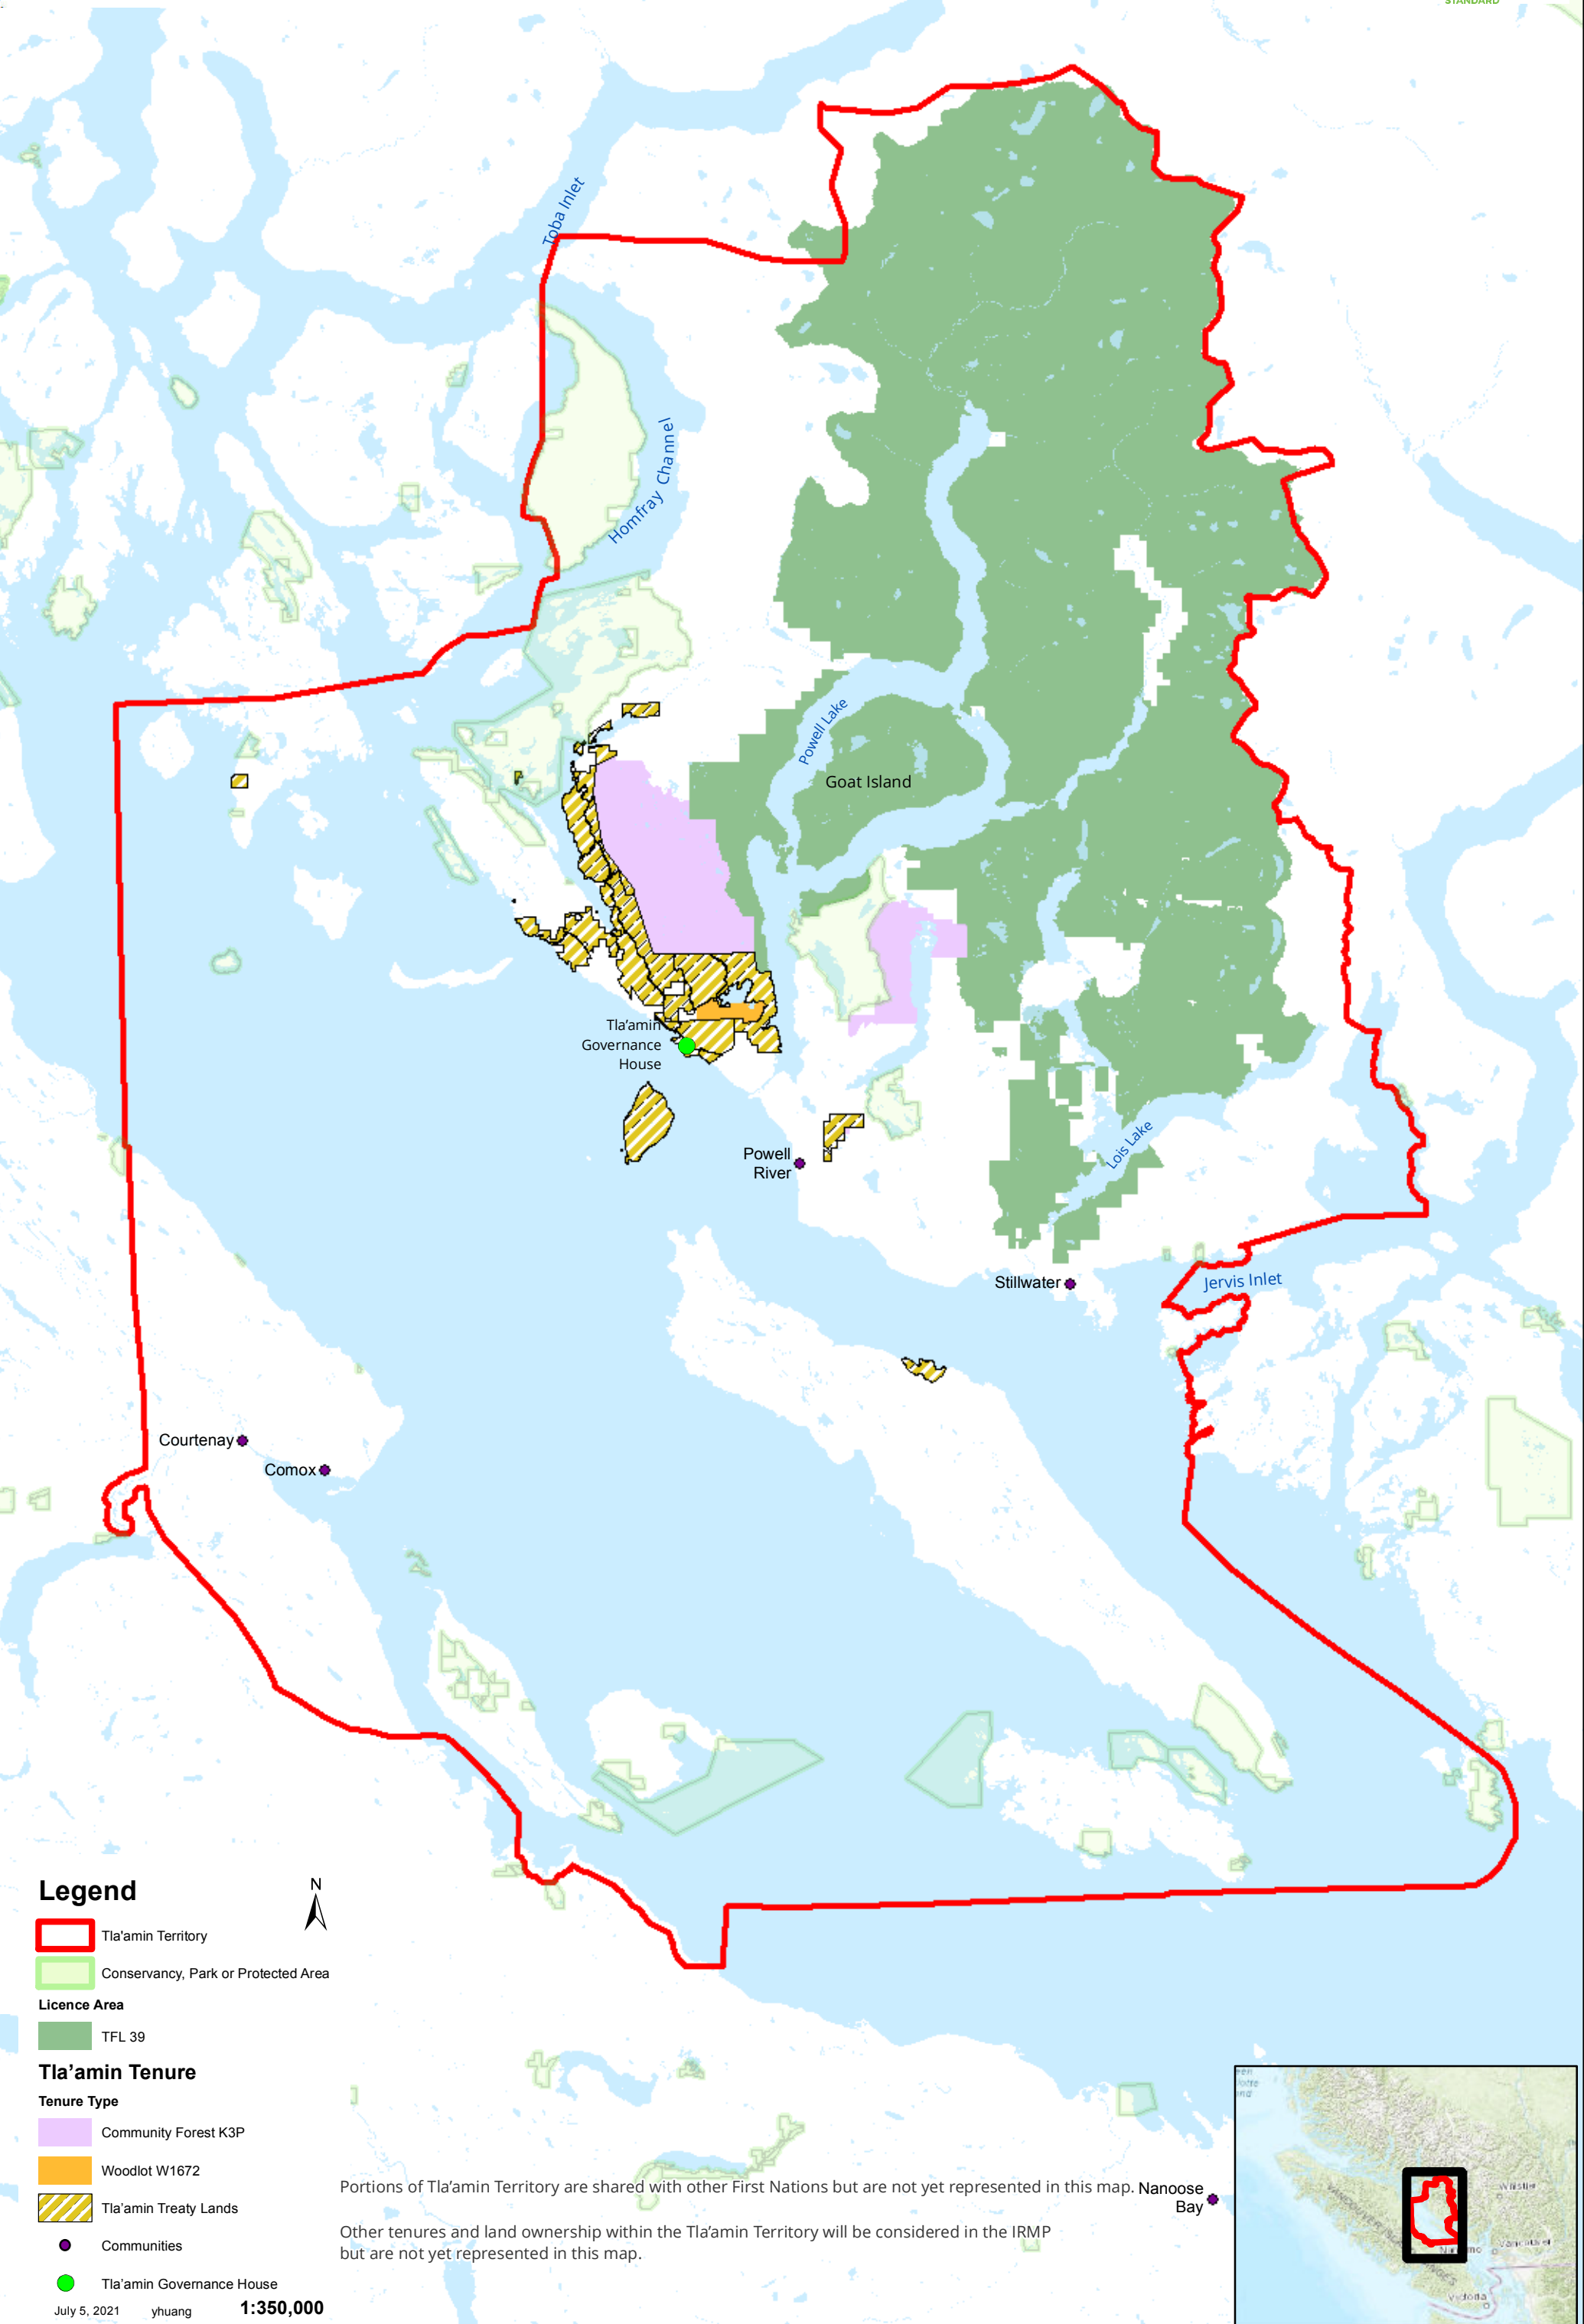 STANDARD
Toba Inlet
Homfray Channel
Powell Lake
Goat Island
Tla'amin
Governance
House
Powell
River
Lois Lake
Stillwater
Jervis Inlet
Courtenay
Comox
Legend
N
Tla'amin Territory
Conservancy, Park or Protected Area
Licence Area
TFL 39
Tla'amin Tenure
Tenure Type
Community Forest K3P
Woodlot W1672
Tla'amin Treaty Lands
Communities
Tla'amin Governance House
July 5, 2021 yhuang 1:350,000
Portions of Tla'amin Territory are shared with other First Nations but are not yet represented in this map.
Other tenures and land ownership within the Tla'amin Territory will be considered in the IRMP
but are not yet represented in this map.
Nanoose
Bay
Whistler
Vancouver
Victoria